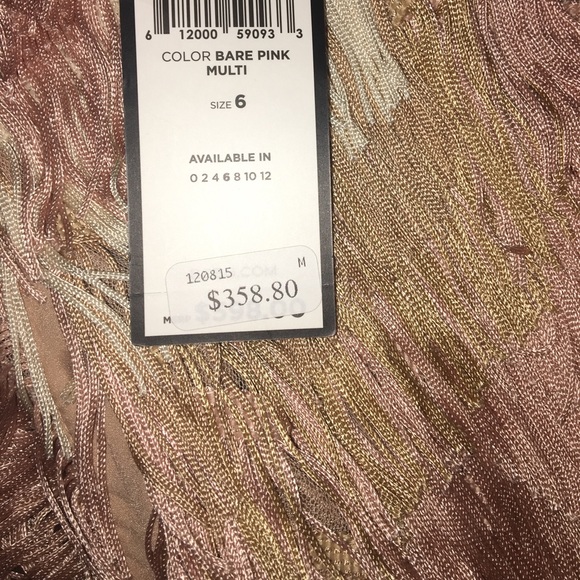 6 12000 59093 3
COLOR BARE PINK
MULTI
SIZE 6
AVAILABLE IN
0 2 4 6 8 10 12
120815 M
.COM
$358.80